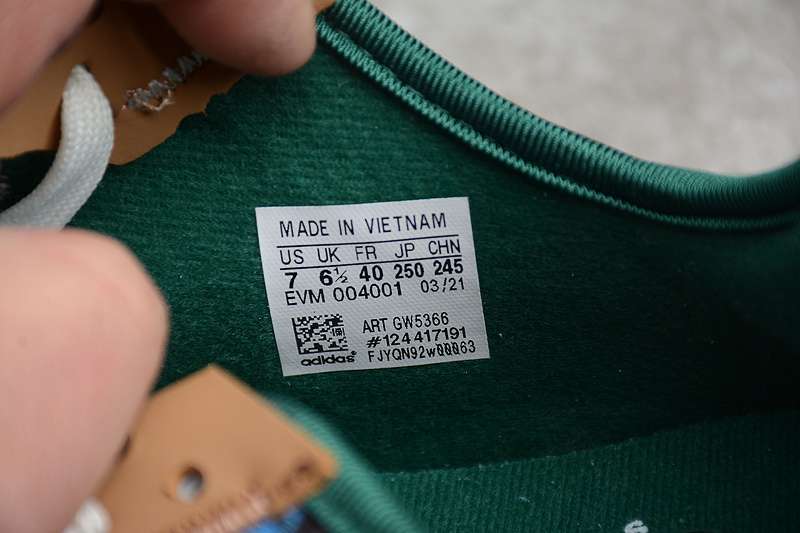 MADE IN VIETNAM
US UK FR JP CHN
7 6½ 40 250 245
EVM 004001 03/21
ART GW5366
#124417191
adidas®